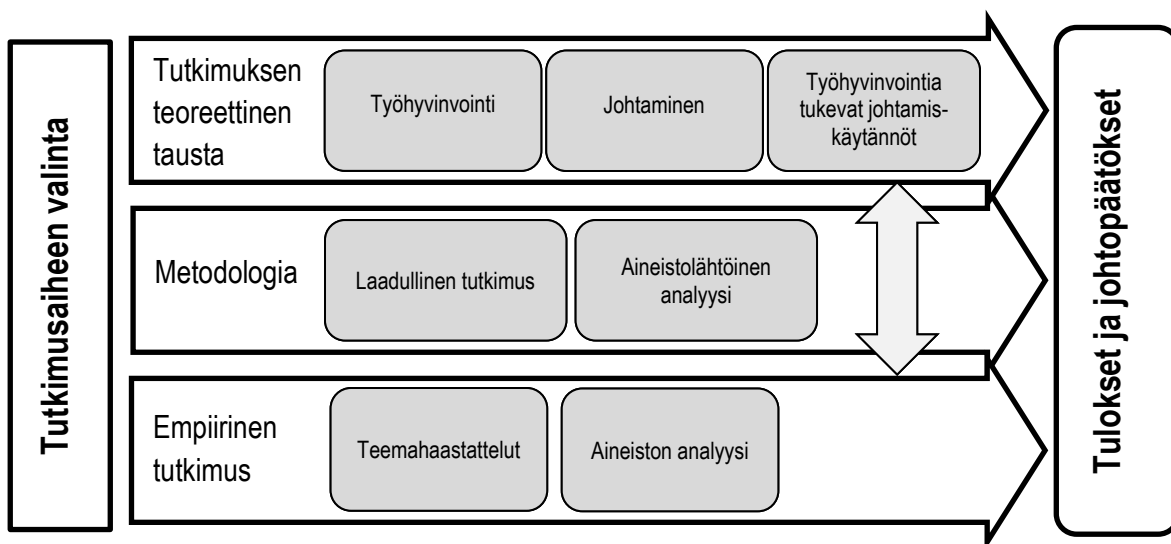 Tutkimusaiheen valinta
Tutkimuksen
teoreettinen
tausta
Työhyvinvointi
Johtaminen
Työhyvinvointia
tukevat johtamis-
käytännöt
Metodologia
Laadullinen tutkimus
Aineistolähtöinen
analyysi
Empiirinen
tutkimus
Teemahaastattelut
Aineiston analyysi
Tulokset ja johtopäätökset